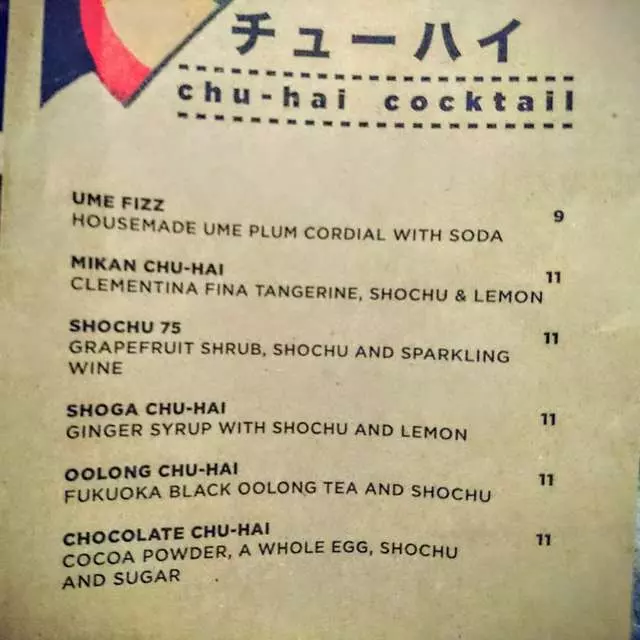 チューハイ
chu-hai cocktail
UME FIZZ
HOUSEMADE UME PLUM CORDIAL WITH SODA 9
MIKAN CHU-HAI
CLEMENTINA FINA TANGERINE, SHOCHU & LEMON 11
SHOCHU 75
GRAPEFRUIT SHRUB, SHOCHU AND SPARKLING 11
WINE
SHOGA CHU-HAI
GINGER SYRUP WITH SHOCHU AND LEMON 11
OOLONG CHU-HAI
FUKUOKA BLACK OOLONG TEA AND SHOCHU 11
CHOCOLATE CHU-HAI
COCOA POWDER, A WHOLE EGG, SHOCHU 11
AND SUGAR